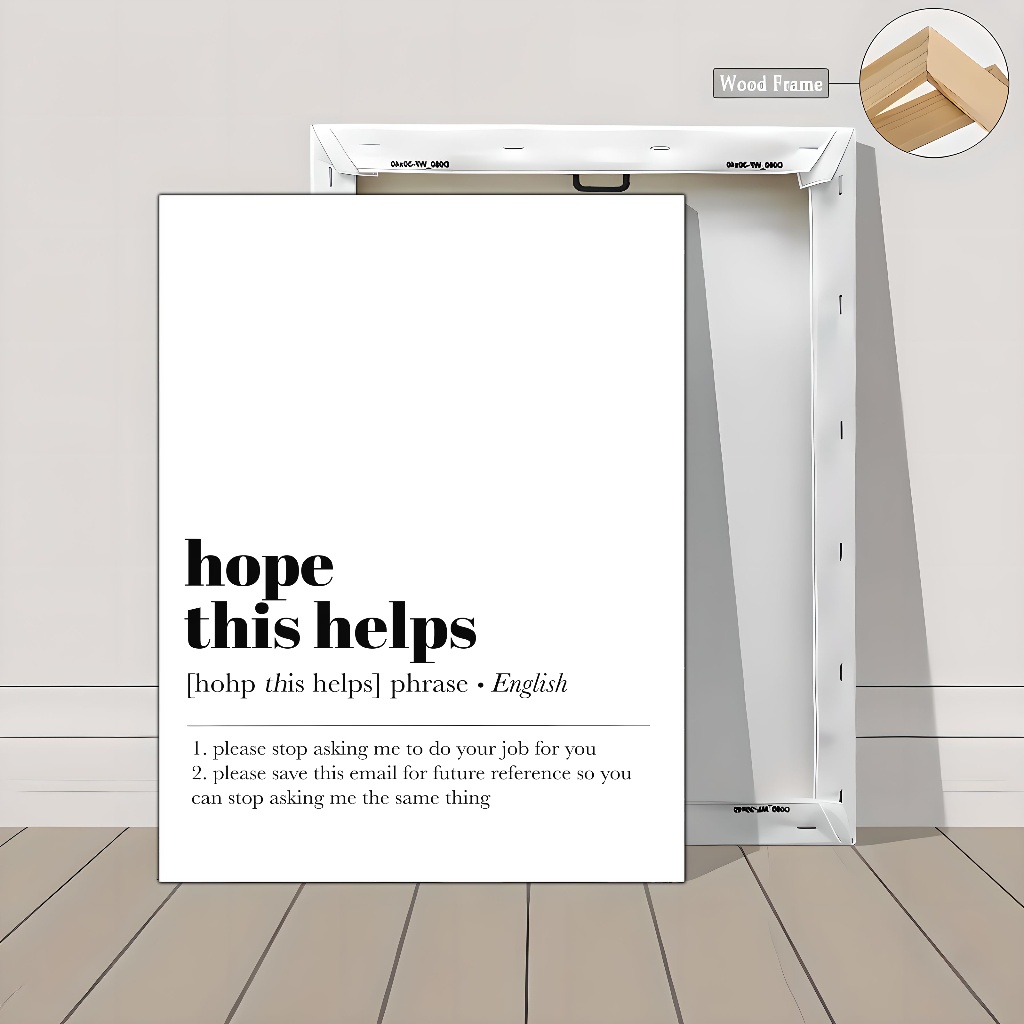 Wood Frame
hope
this helps
[hohp this helps] phrase • English
1. please stop asking me to do your job for you
2. please save this email for future reference so you
can stop asking me the same thing